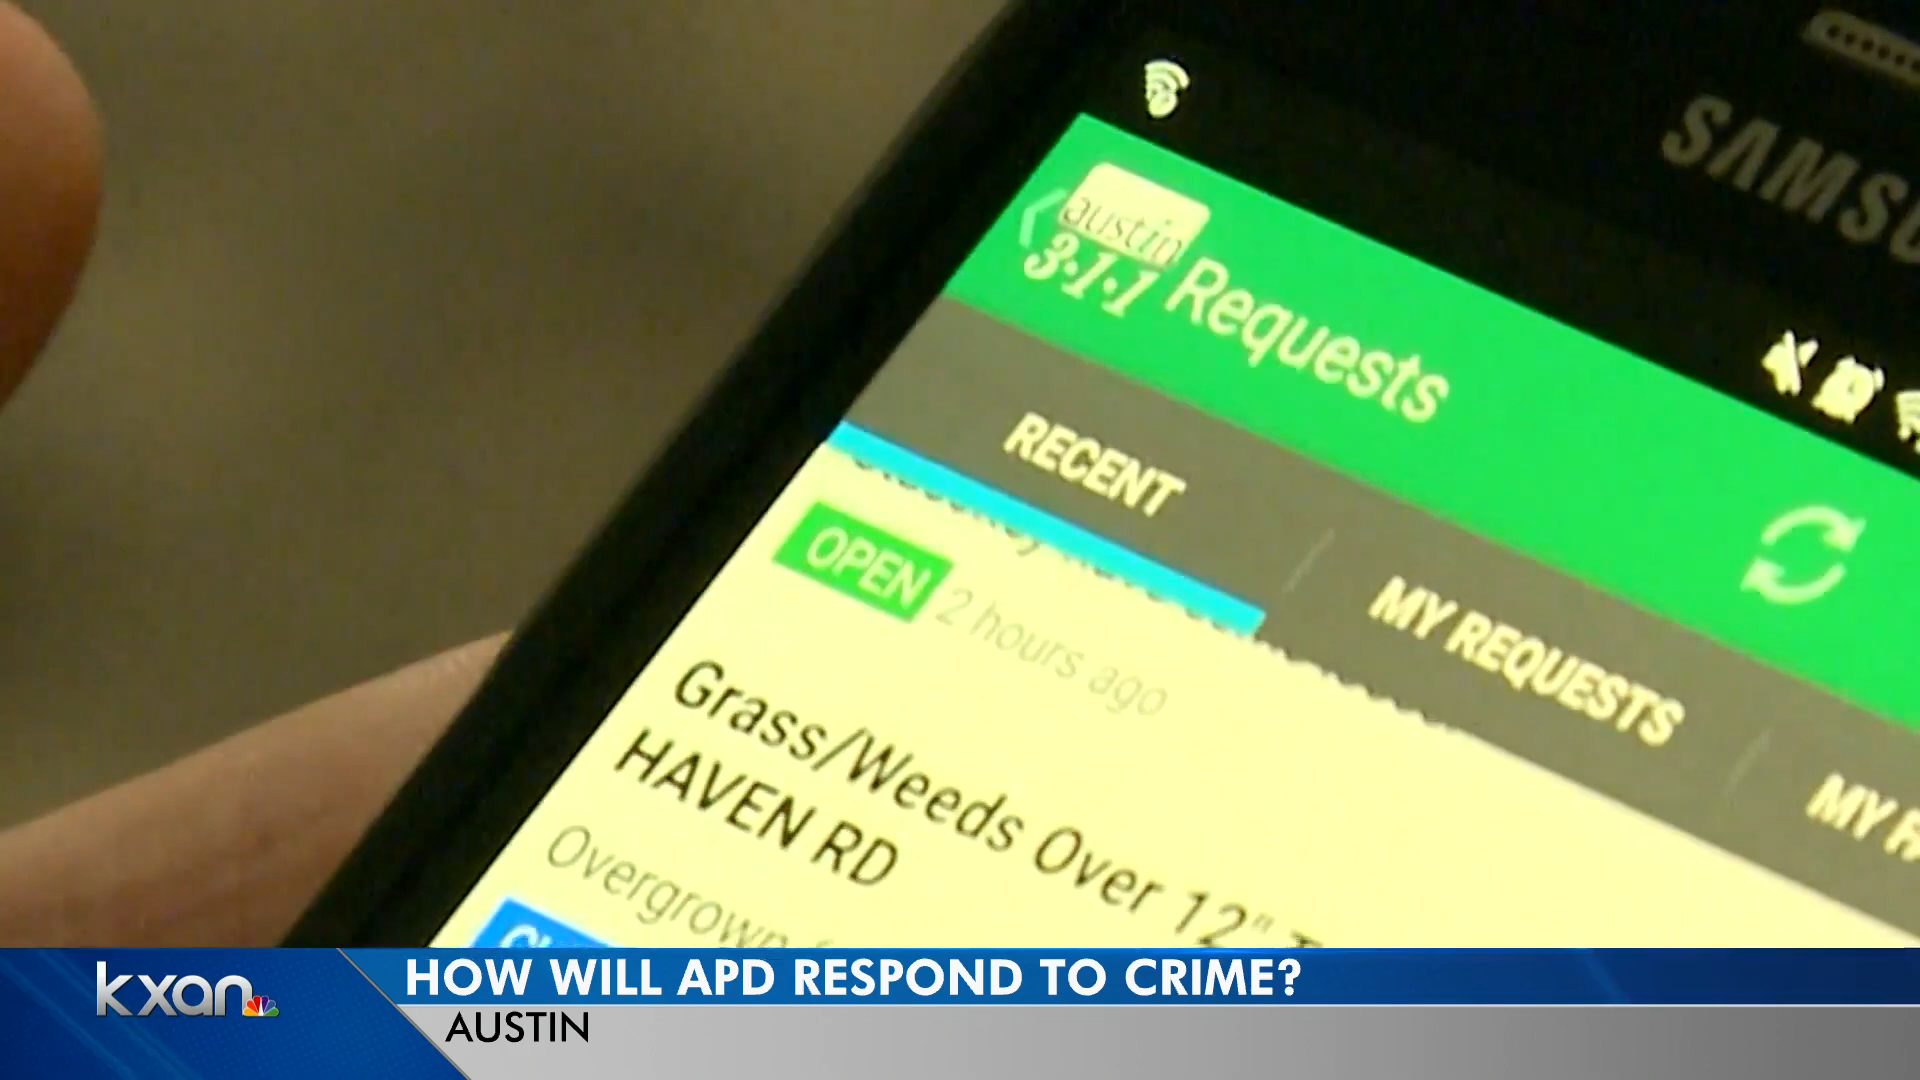 SAMSU
austin
3·1·1 Requests
RECENT
MY REQUESTS
MY
OPEN 2 hours ago
Grass/Weeds Over 12"
HAVEN RD
Overgrown
kxan
HOW WILL APD RESPOND TO CRIME?
AUSTIN